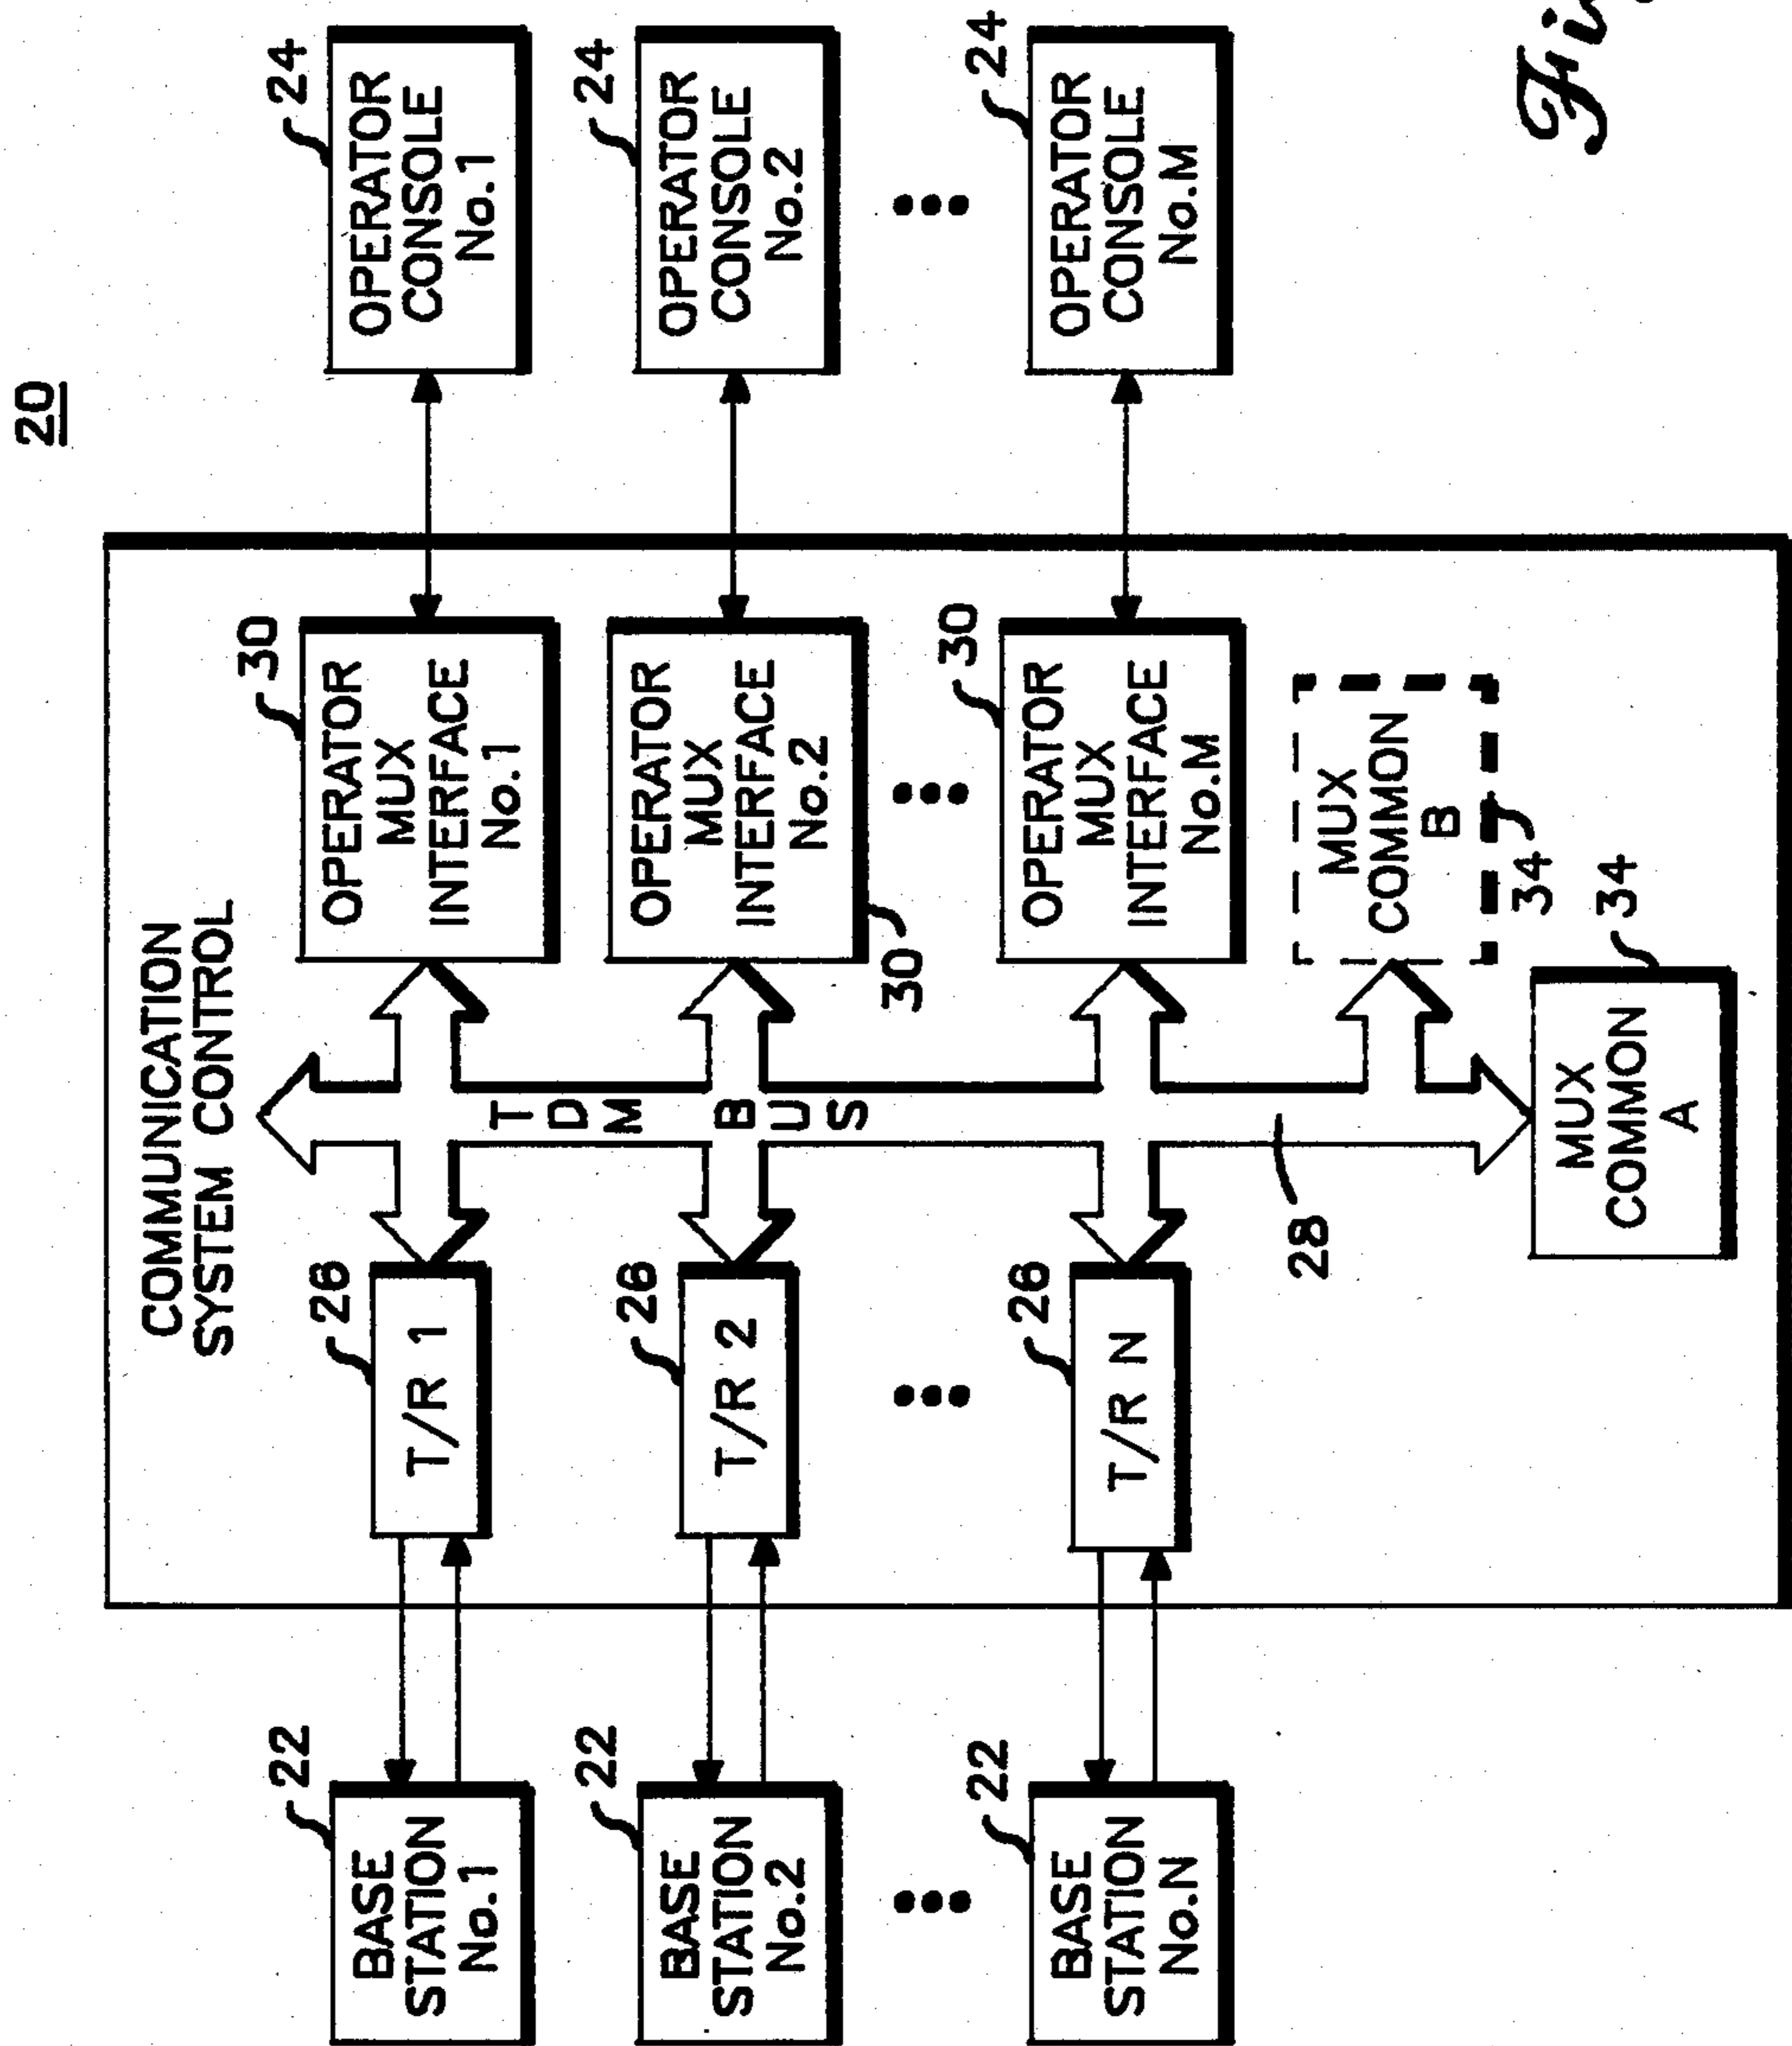 20
COMMUNICATION
SYSTEM CONTROL
22
BASE
STATION
No.1
26
T/R 1
30
OPERATOR
MUX
INTERFACE
No.1
24
OPERATOR
CONSOLE
No.1
TDM BUS
22
BASE
STATION
No.2
26
T/R 2
OPERATOR
MUX
INTERFACE
No.2
30
24
OPERATOR
CONSOLE
No.2
22
BASE
STATION
No.N
26
T/R N
30
OPERATOR
MUX
INTERFACE
No.M
24
OPERATOR
CONSOLE
No.M
28
MUX
COMMON
B
34
MUX
COMMON
A
34